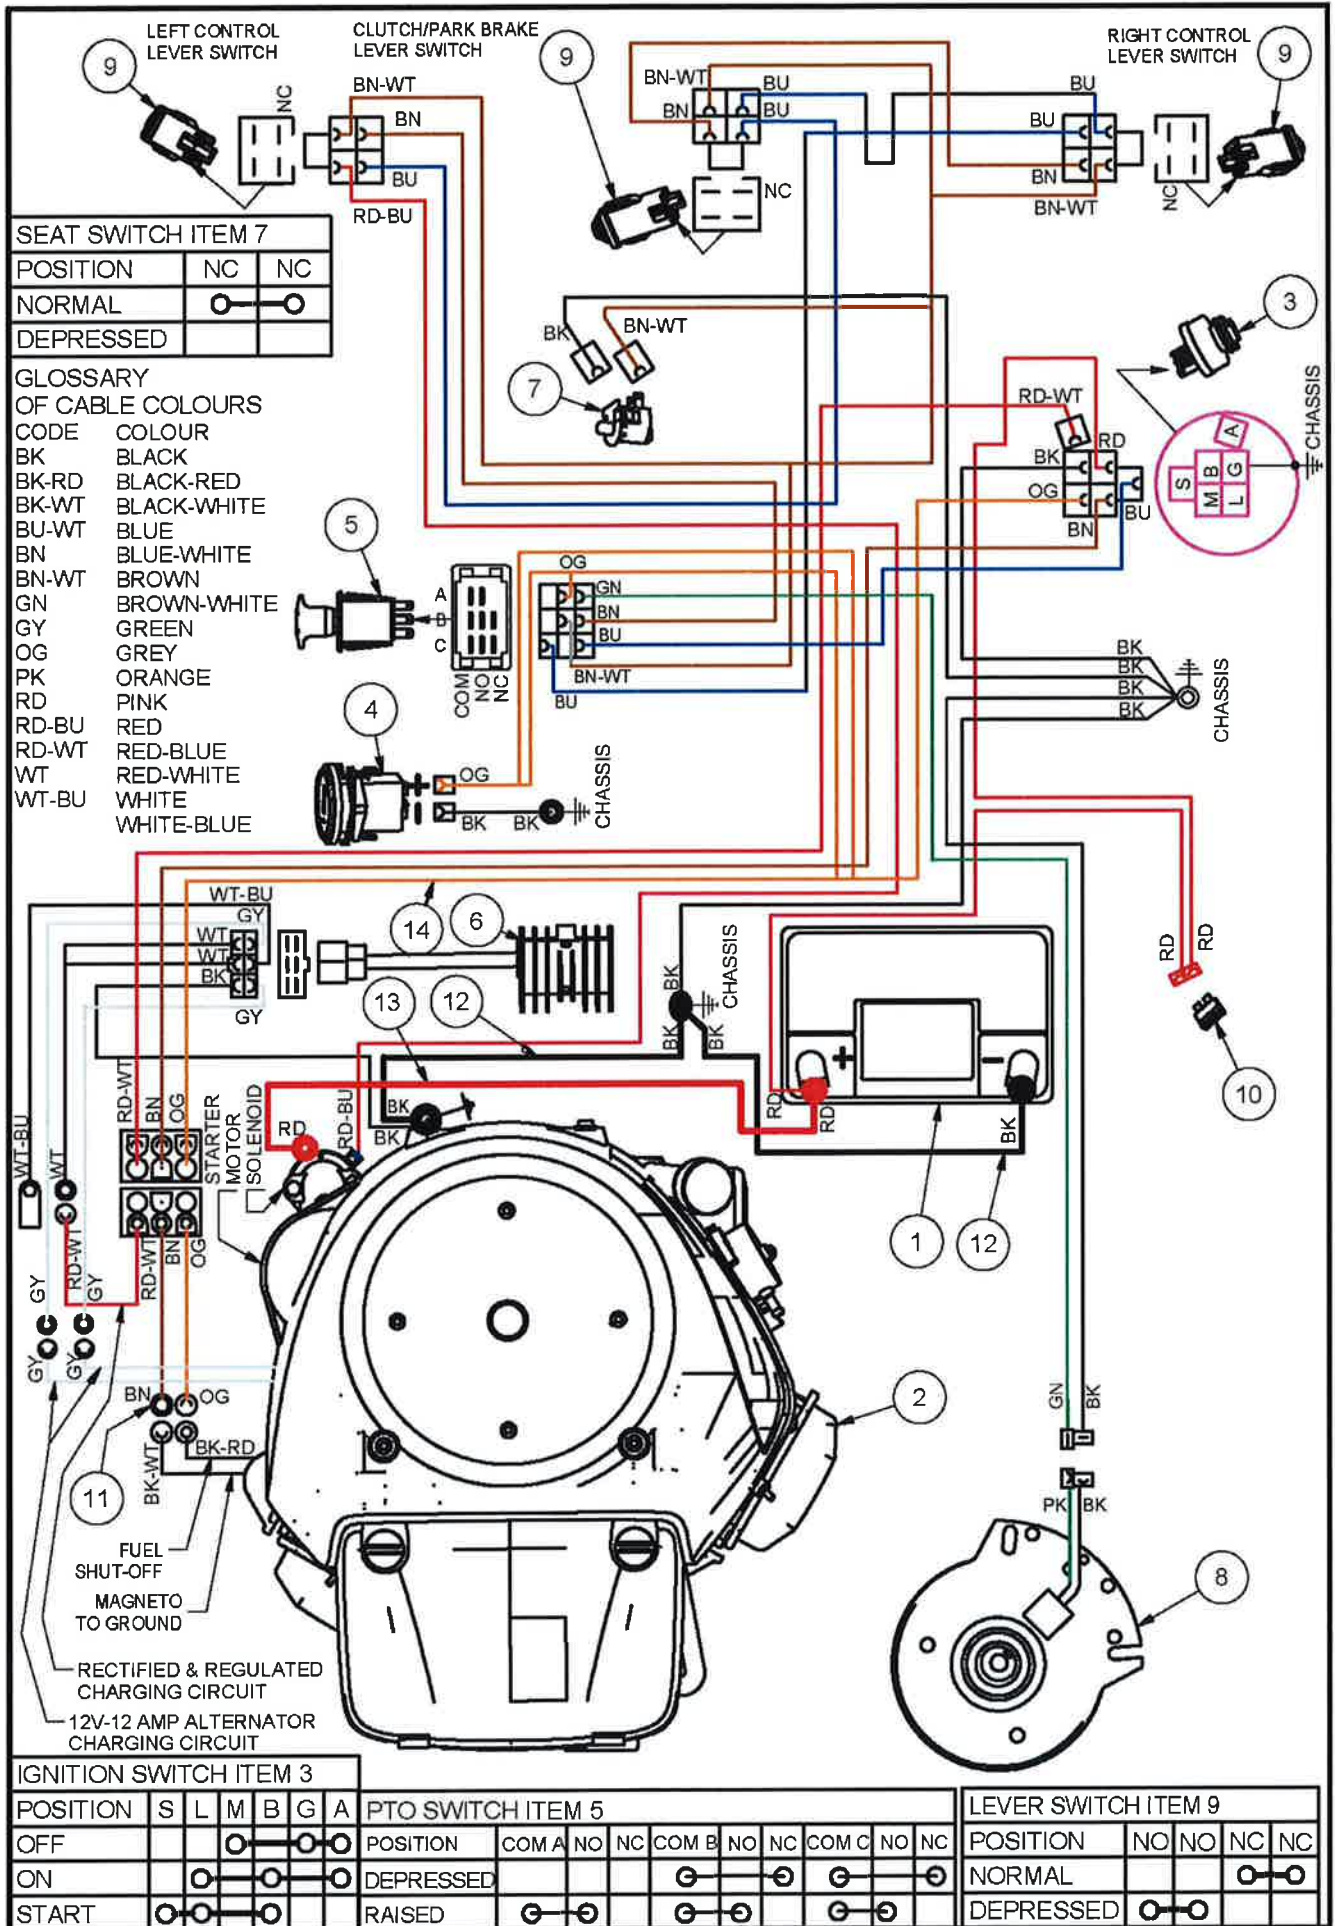 LEFT CONTROL
LEVER SWITCH
CLUTCH/PARK BRAKE
LEVER SWITCH
RIGHT CONTROL
LEVER SWITCH
9
9
9
NC
BN-WT
BN
BU
RD-BU
BN-WT
BU
BN
BU
NC
BU
BU
BN
BN-WT
NC
SEAT SWITCH ITEM 7
POSITION NC NC
NORMAL
DEPRESSED
BK
BN-WT
7
3
RD-WT
RD
BK
OG
BN
BU
S B G A
M L
CHASSIS
GLOSSARY
OF CABLE COLOURS
CODE COLOUR
BK BLACK
BK-RD BLACK-RED
BK-WT BLACK-WHITE
BU-WT BLUE
BN BLUE-WHITE
BN-WT BROWN
GN BROWN-WHITE
GY GREEN
OG GREY
PK ORANGE
RD PINK
RD-BU RED
RD-WT RED-BLUE
WT RED-WHITE
WT-BU WHITE
WHITE-BLUE
5
A
B
C
COM
NO
NC
OG
GN
BN
BU
BN-WT
BU
4
+
OG
−
BK
BK
CHASSIS
BK
BK
BK
BK
CHASSIS
WT-BU
GY
WT
WT
BK
GY
14
6
13
12
BK
CHASSIS
BK
BK
RD
RD
10
+
−
RD
RD
BK
1
12
RD-WT
BN
OG
STARTER
MOTOR
SOLENOID
RD
RD-BU
BK
BK
WT-BU
WT
RD-WT
RD-WT
BN
OG
GY
GY
GY
GY
BN
OG
BK-RD
BK-WT
11
2
GN
BK
PK
BK
8
FUEL
SHUT-OFF
MAGNETO
TO GROUND
RECTIFIED & REGULATED
CHARGING CIRCUIT
12V-12 AMP ALTERNATOR
CHARGING CIRCUIT
IGNITION SWITCH ITEM 3
POSITION S L M B G A
OFF
ON
START
PTO SWITCH ITEM 5
POSITION COM A NO NC COM B NO NC COM C NO NC
DEPRESSED
RAISED
LEVER SWITCH ITEM 9
POSITION NO NO NC NC
NORMAL
DEPRESSED